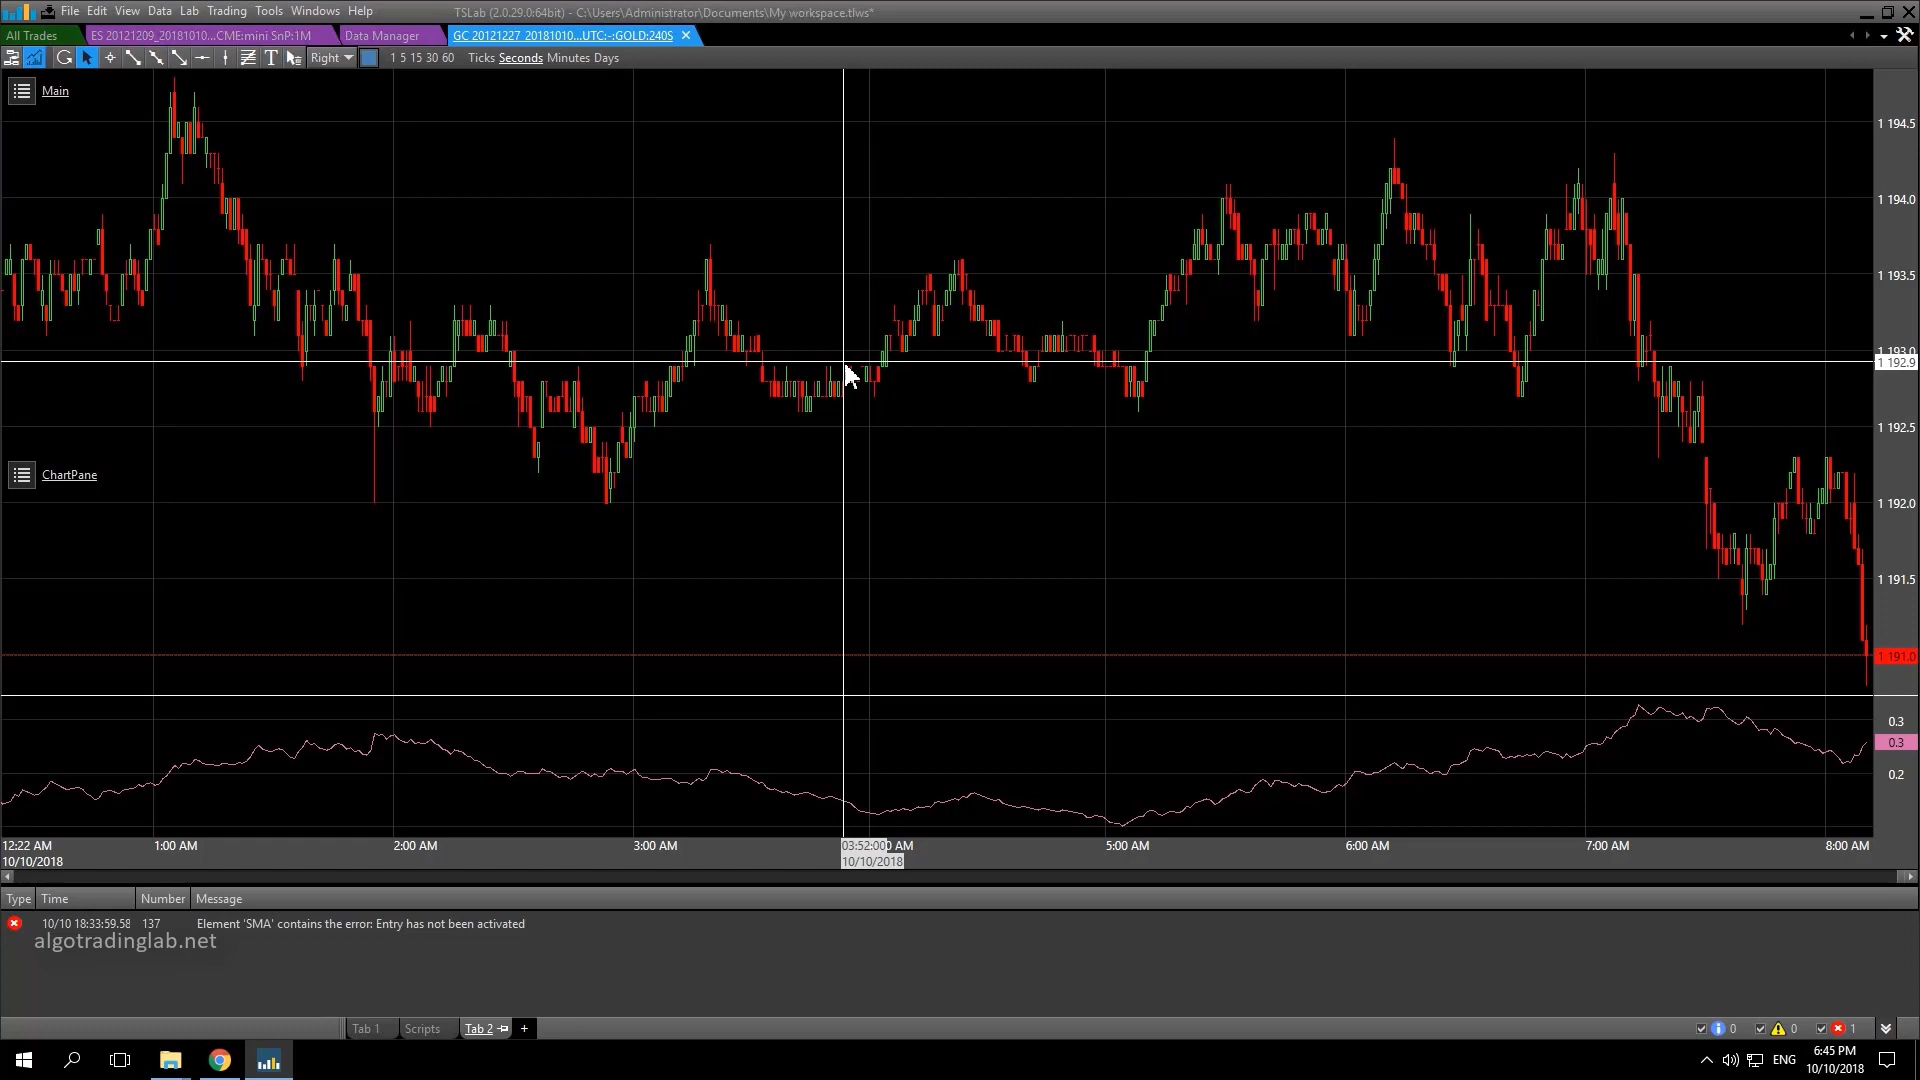 File Edit View Data Lab Trading Tools Windows Help
TSLab (2.0.29.0:64bit) - C:\Users\Administrator\Documents\My workspace.tlws*
All Trades
ES 20121209_20181010...CME:mini SnP:1M
Data Manager
GC 20121227_20181010...UTC:-:GOLD:240S
Right
1 5 15 30 60
Ticks Seconds Minutes Days
Main
1 194.5
1 194.0
1 193.5
1 193.0
1 192.9
1 192.5
ChartPane
1 192.0
1 191.5
1 191.0
0.3
0.3
0.2
12:22 AM
10/10/2018
1:00 AM
2:00 AM
3:00 AM
03:52:00
10/10/2018
AM
5:00 AM
6:00 AM
7:00 AM
8:00 AM
Type Time Number Message
10/10 18:33:59.58 137 Element 'SMA' contains the error: Entry has not been activated
algotradinglab.net
Tab 1 Scripts Tab 2 +
0 0 1
ENG
6:45 PM
10/10/2018